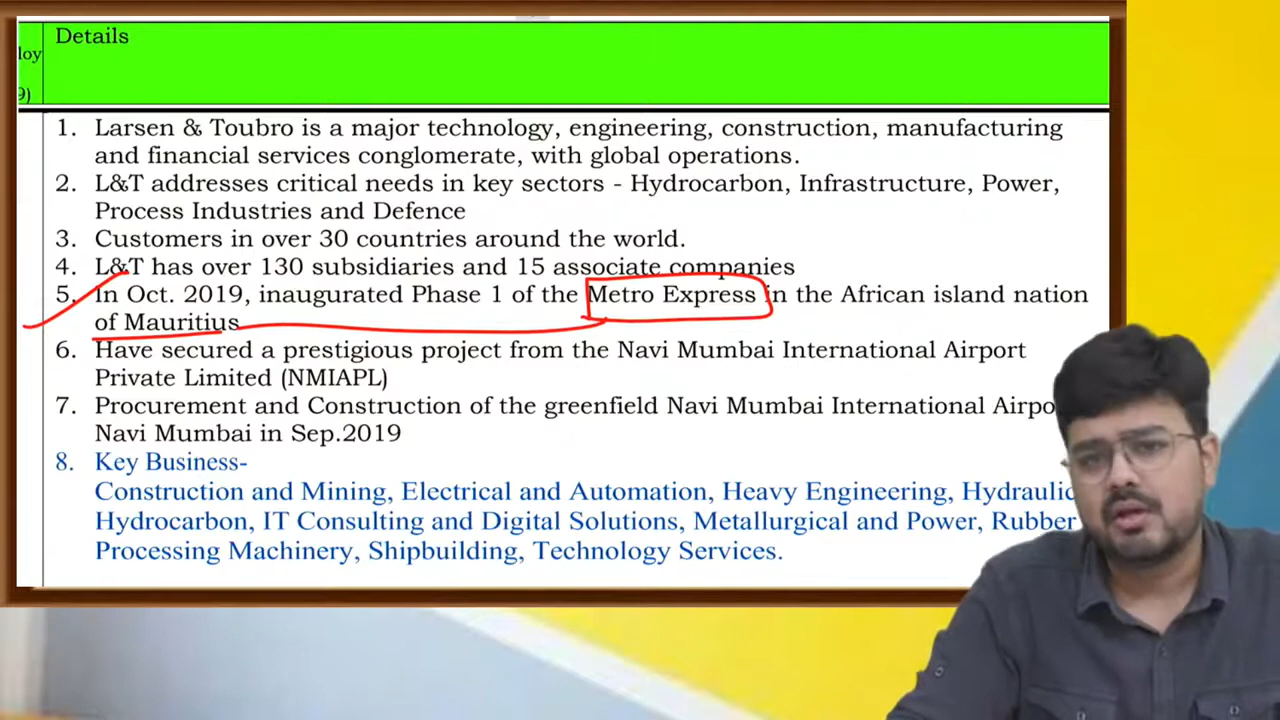 loy
9)
Details
1. Larsen & Toubro is a major technology, engineering, construction, manufacturing
and financial services conglomerate, with global operations.
2. L&T addresses critical needs in key sectors - Hydrocarbon, Infrastructure, Power,
Process Industries and Defence
3. Customers in over 30 countries around the world.
4. L&T has over 130 subsidiaries and 15 associate companies
5. In Oct. 2019, inaugurated Phase 1 of the Metro Express in the African island nation
of Mauritius
6. Have secured a prestigious project from the Navi Mumbai International Airport
Private Limited (NMIAPL)
7. Procurement and Construction of the greenfield Navi Mumbai International Airpo
Navi Mumbai in Sep.2019
8. Key Business-
Construction and Mining, Electrical and Automation, Heavy Engineering, Hydraulic
Hydrocarbon, IT Consulting and Digital Solutions, Metallurgical and Power, Rubber
Processing Machinery, Shipbuilding, Technology Services.